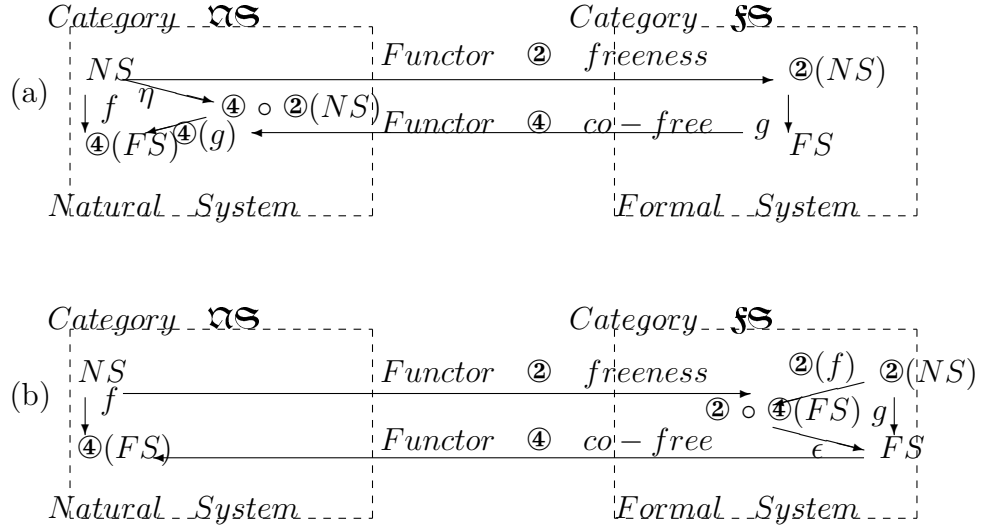 Category 𝔑𝔖 Category 𝔉𝔖
NS Functor ② freeness ②(NS)
(a) f η ④ ∘ ②(NS)
④(FS) ④(g) Functor ④ co-free g FS
Natural System Formal System
Category 𝔑𝔖 Category 𝔉𝔖
NS Functor ② freeness ②(f) ②(NS)
(b) f ② ∘ ④(FS) g
④(FS) Functor ④ co-free ϵ FS
Natural System Formal System